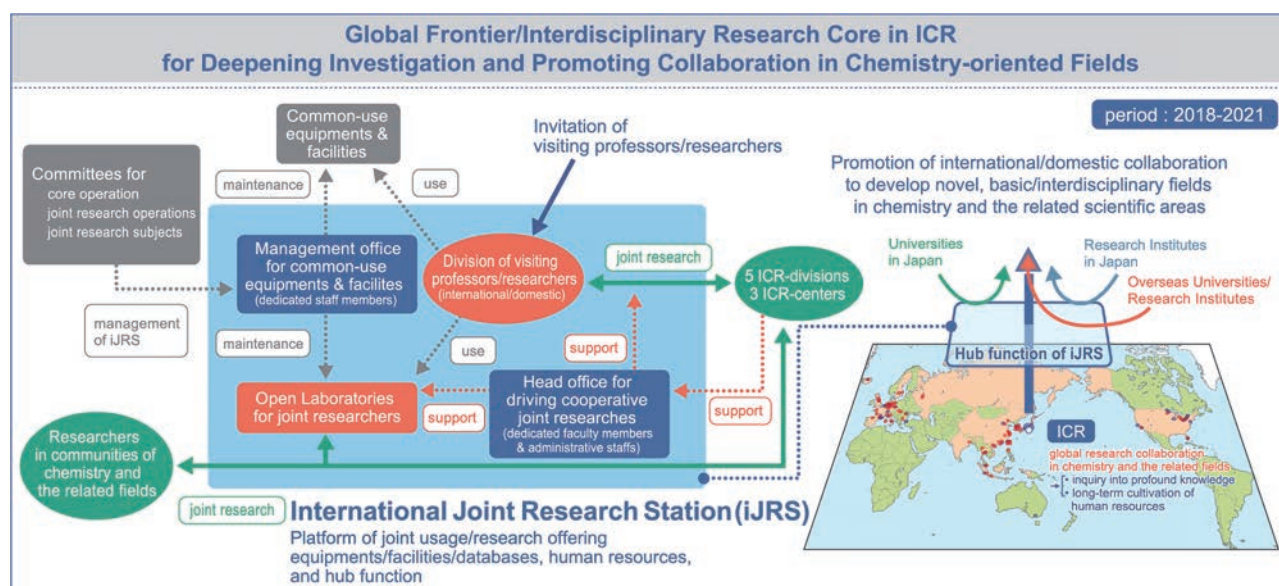 Global Frontier/Interdisciplinary Research Core in ICR
for Deepening Investigation and Promoting Collaboration in Chemistry-oriented Fields
period : 2018-2021
Common-use
equipments &
facilities
Invitation of
visiting professors/researchers
Committees for
core operation
joint research operations
joint research subjects
maintenance
use
Management office
for common-use
equipments & facilites
(dedicated staff members)
Division of visiting
professors/researchers
(international/domestic)
joint research
5 ICR-divisions
3 ICR-centers
management
of iJRS
maintenance
use
support
Open Laboratories
for joint researchers
support
Head office for
driving cooperative
joint researches
(dedicated faculty members
& administrative staffs)
support
Researchers
in communities of
chemistry and
the related fields
joint research
International Joint Research Station (iJRS)
Platform of joint usage/research offering
equipments/facilities/databases, human resources,
and hub function
Promotion of international/domestic collaboration
to develop novel, basic/interdisciplinary fields
in chemistry and the related scientific areas
Universities
in Japan
Research Institutes
in Japan
Overseas Universities/
Research Institutes
Hub function of iJRS
ICR
global research collaboration
in chemistry and the related fields
• inquiry into profound knowledge
• long-term cultivation of
human resources